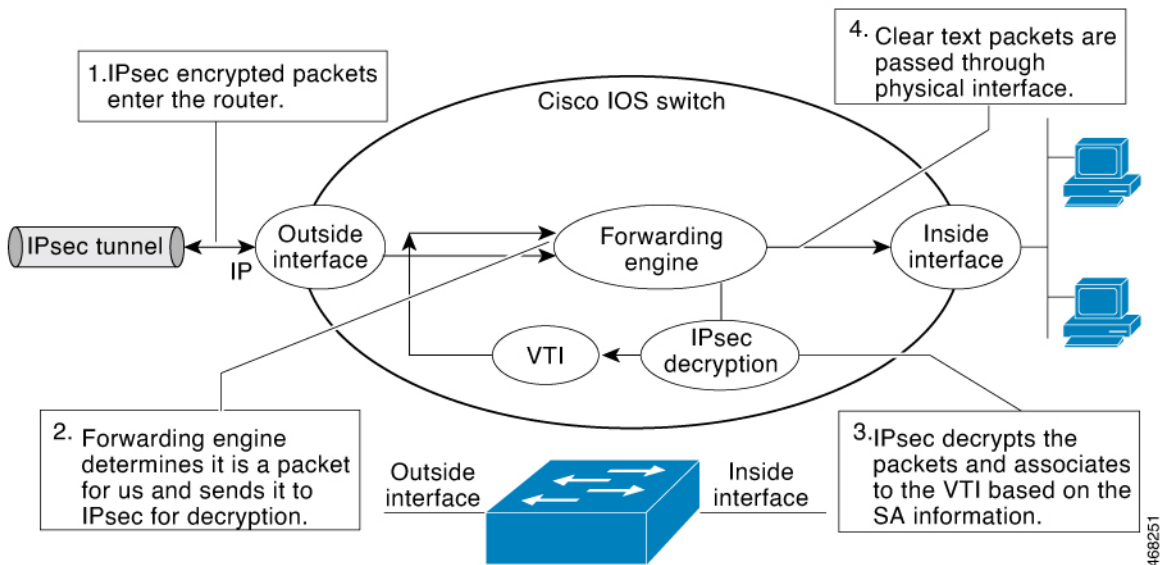 1.IPsec encrypted packets
enter the router.
4. Clear text packets are
passed through
physical interface.
Cisco IOS switch
IPsec tunnel
IP
Outside
interface
Forwarding
engine
Inside
interface
VTI
IPsec
decryption
2. Forwarding engine
determines it is a packet
for us and sends it to
IPsec for decryption.
Outside
interface
Inside
interface
3.IPsec decrypts the
packets and associates
to the VTI based on the
SA information.
468251